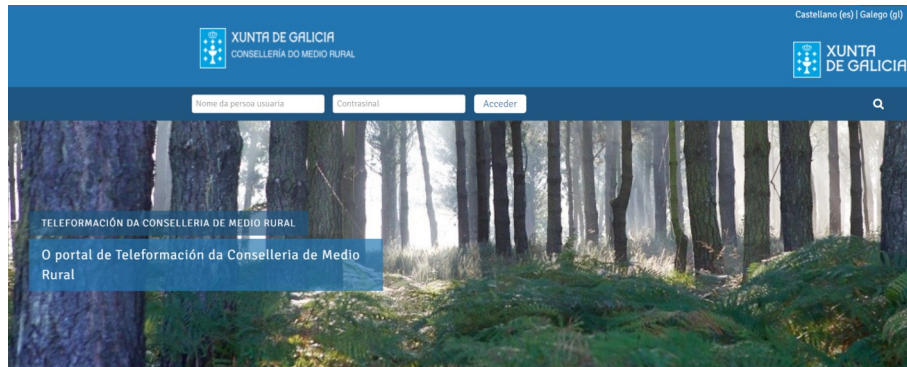 Castellano (es) | Galego (gl)
XUNTA DE GALICIA
CONSELLERÍA DO MEDIO RURAL
XUNTA
DE GALICIA
Nome da persoa usuaria
Contrasinal
Acceder
TELEFORMACIÓN DA CONSELLERIA DE MEDIO RURAL
O portal de Teleformación da Conselleria de Medio
Rural